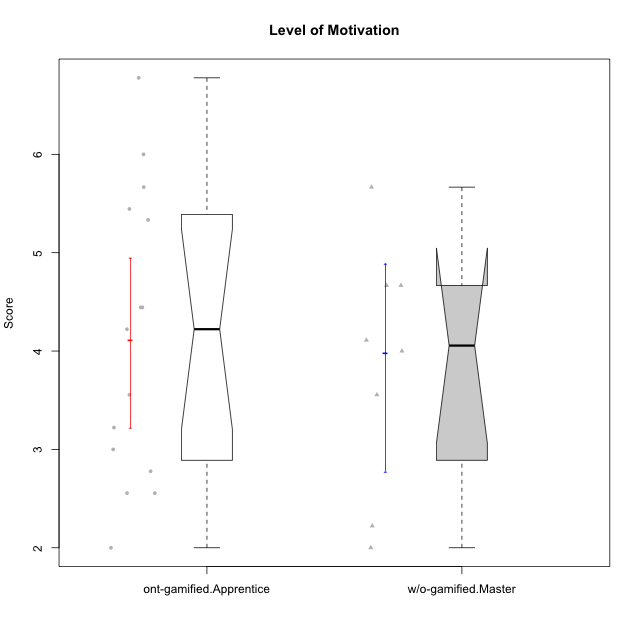 Level of Motivation
Score
6
5
4
3
2
ont-gamified.Apprentice
w/o-gamified.Master